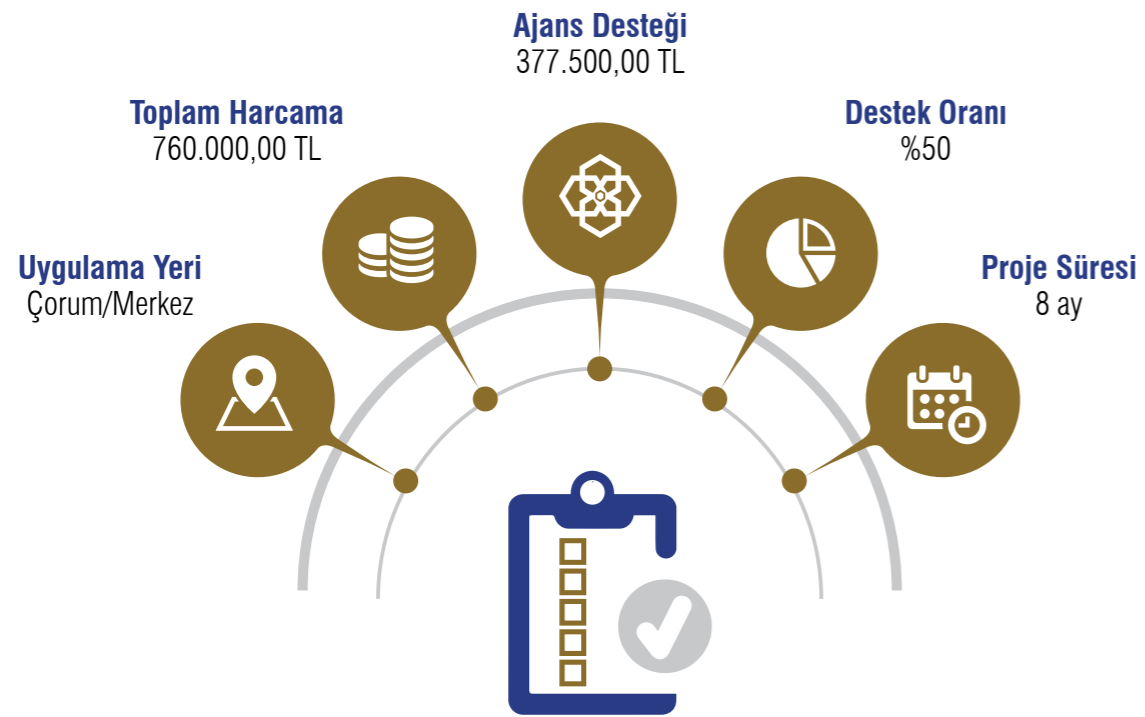 Ajans Desteği
377.500,00 TL
Toplam Harcama
760.000,00 TL
Destek Oranı
%50
Uygulama Yeri
Çorum/Merkez
Proje Süresi
8 ay